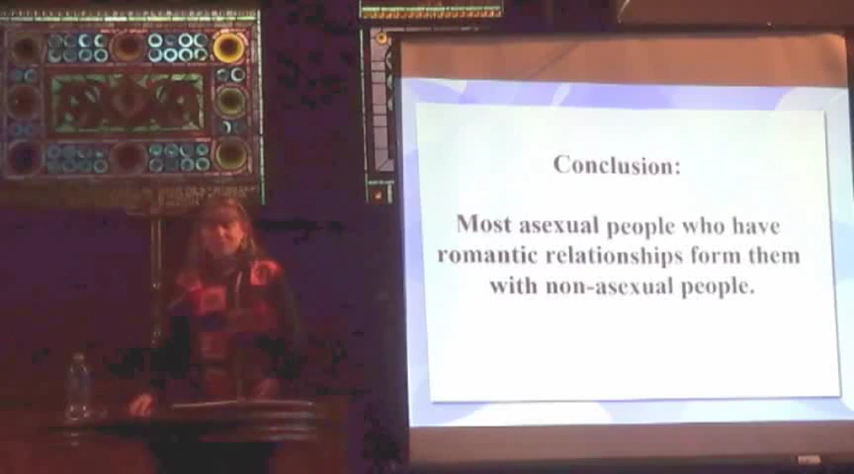 Conclusion:
Most asexual people who have
romantic relationships form them
with non-asexual people.